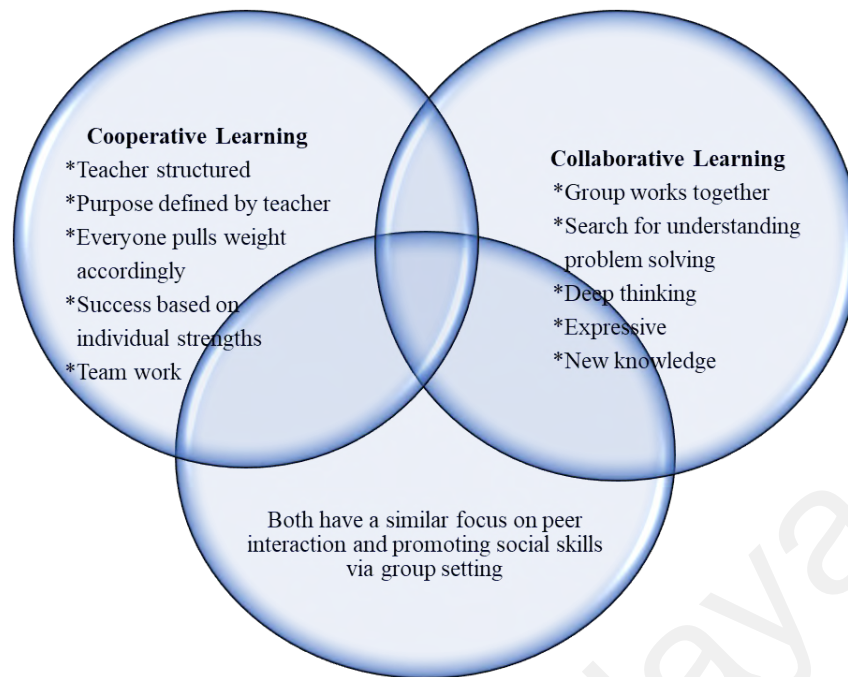 Cooperative Learning
*Teacher structured
*Purpose defined by teacher
*Everyone pulls weight
accordingly
*Success based on
individual strengths
*Team work
Collaborative Learning
*Group works together
*Search for understanding
problem solving
*Deep thinking
*Expressive
*New knowledge
Both have a similar focus on peer
interaction and promoting social skills
via group setting